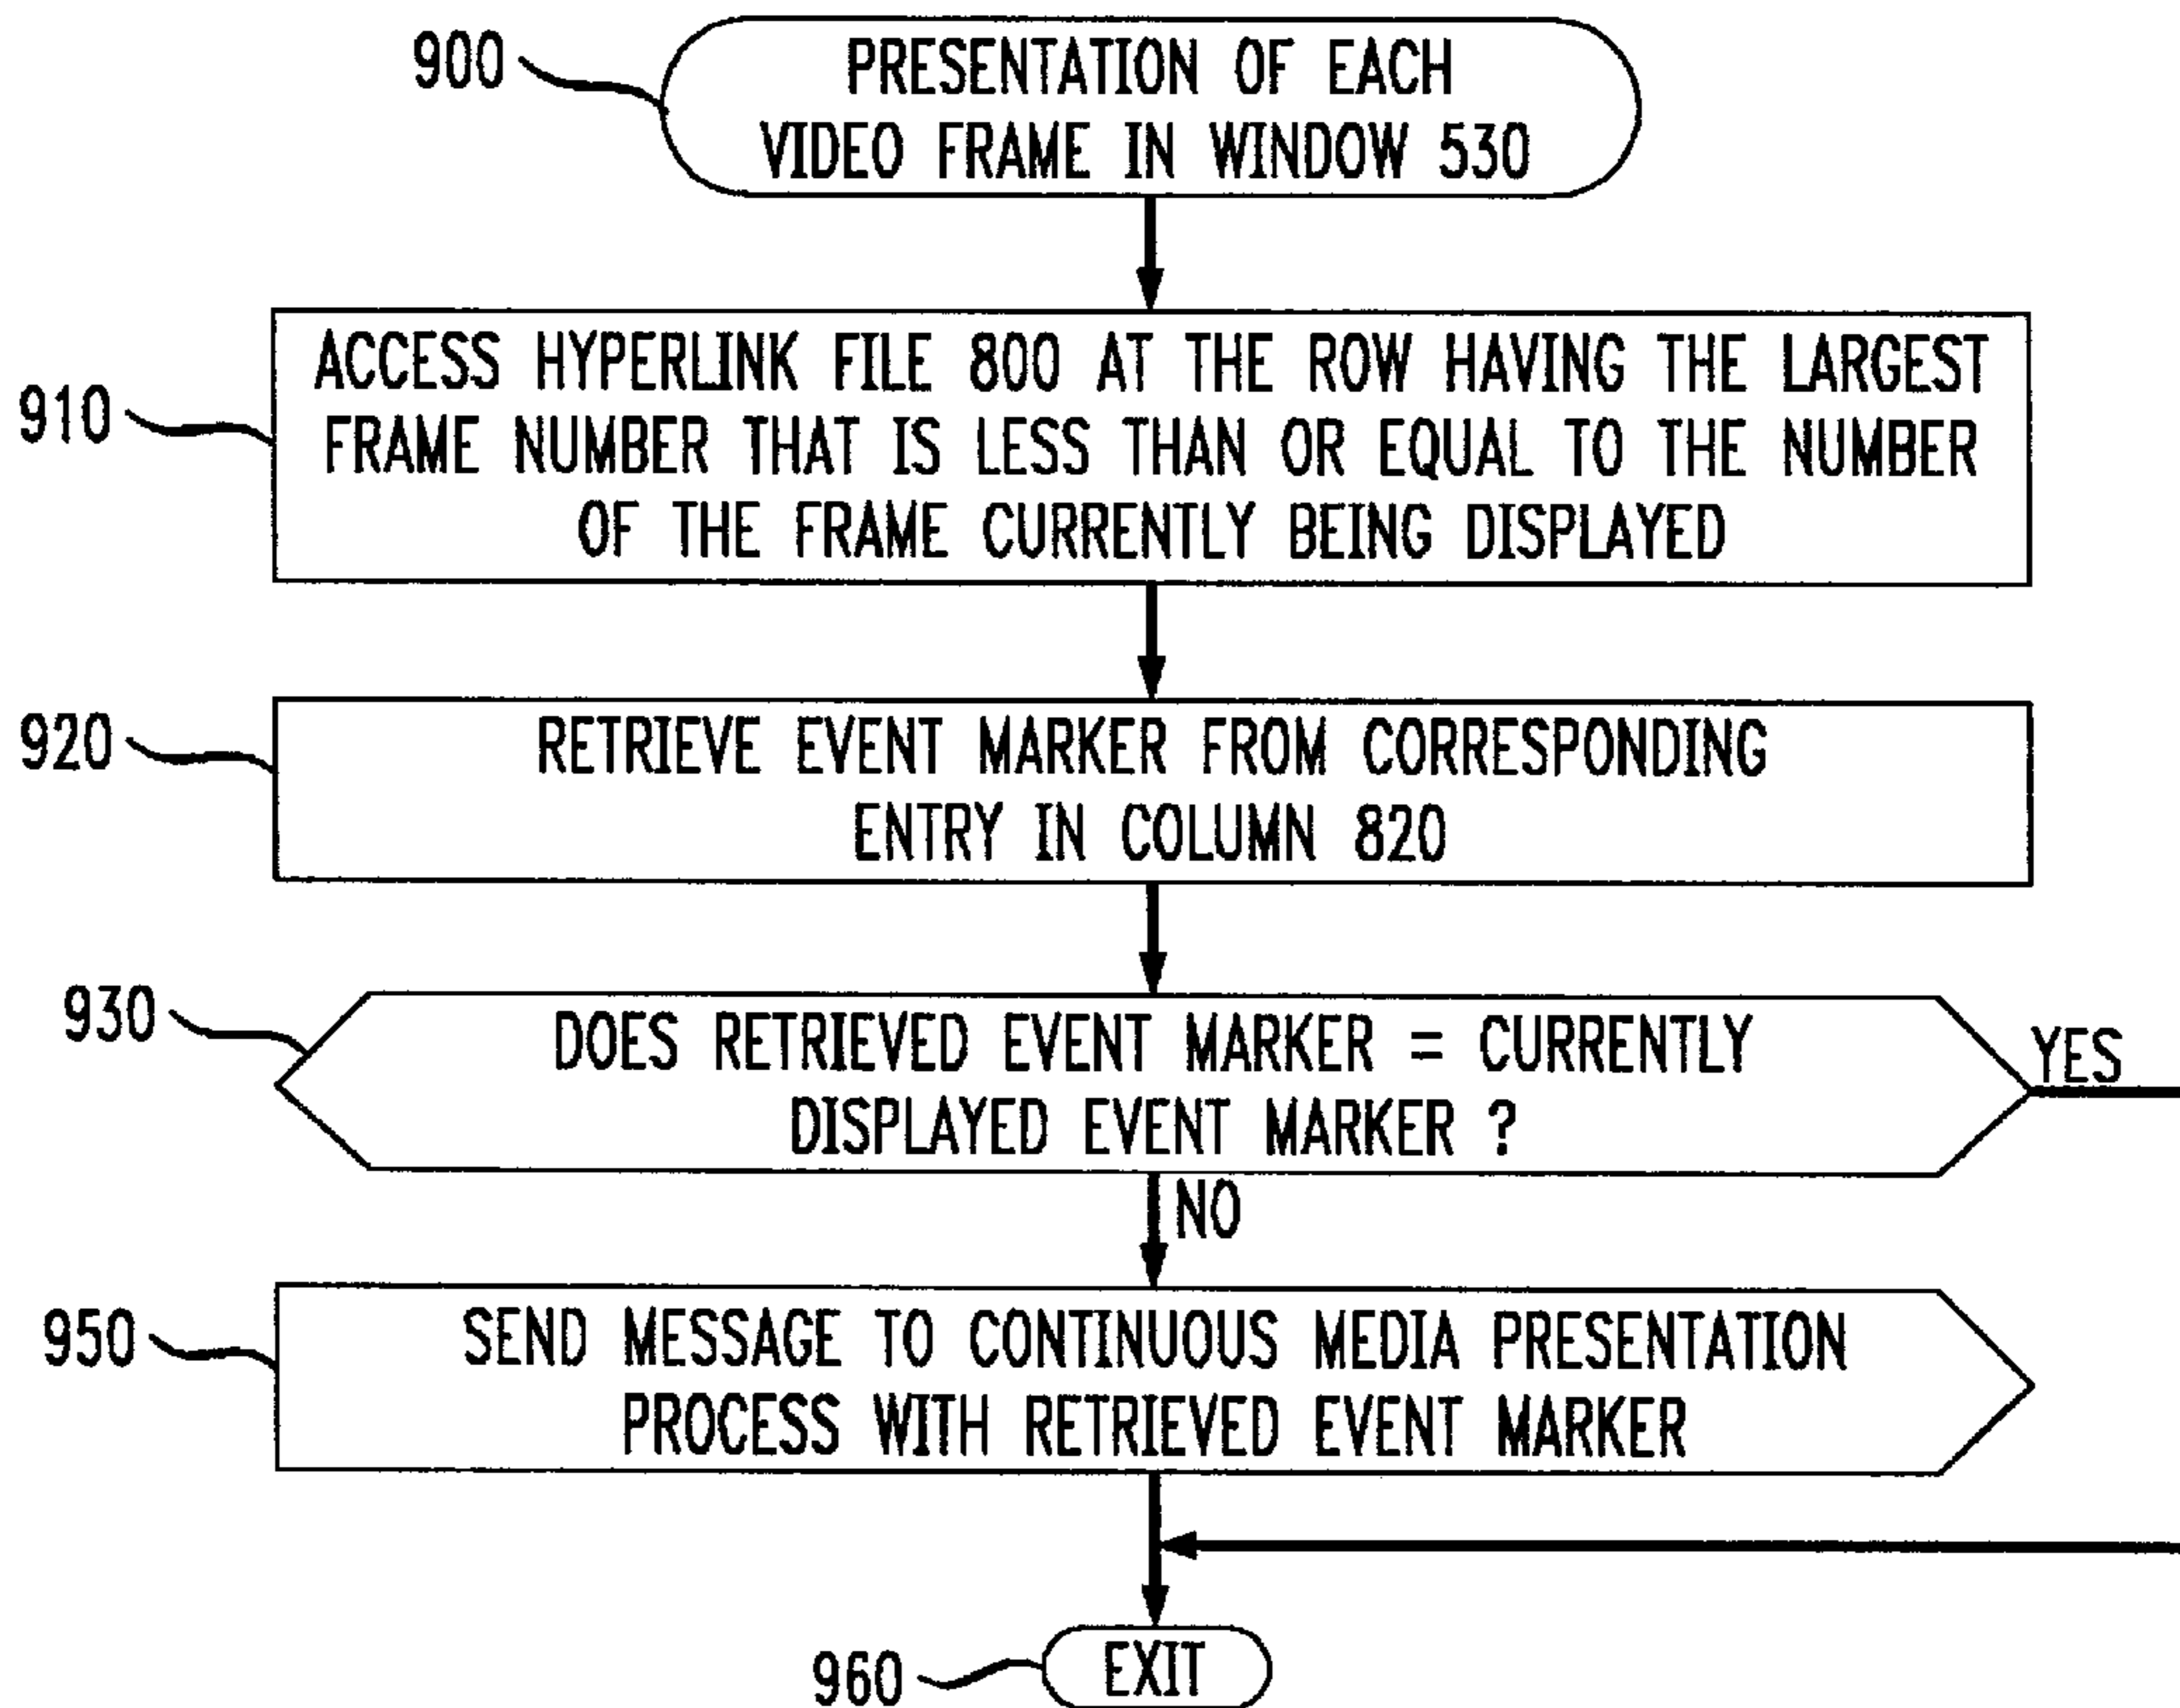 900
PRESENTATION OF EACH
VIDEO FRAME IN WINDOW 530
910
ACCESS HYPERLINK FILE 800 AT THE ROW HAVING THE LARGEST
FRAME NUMBER THAT IS LESS THAN OR EQUAL TO THE NUMBER
OF THE FRAME CURRENTLY BEING DISPLAYED
920
RETRIEVE EVENT MARKER FROM CORRESPONDING
ENTRY IN COLUMN 820
930
DOES RETRIEVED EVENT MARKER = CURRENTLY
DISPLAYED EVENT MARKER ?
YES
NO
950
SEND MESSAGE TO CONTINUOUS MEDIA PRESENTATION
PROCESS WITH RETRIEVED EVENT MARKER
960
EXIT